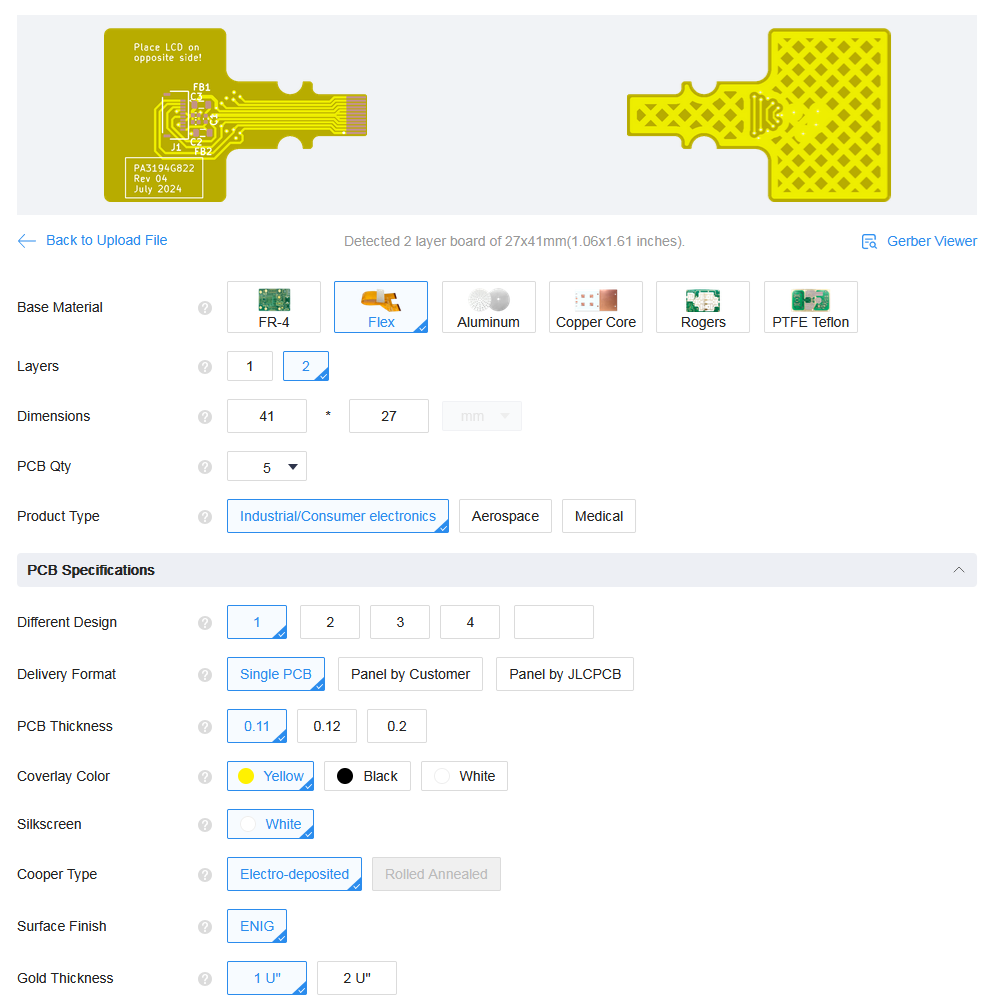 Place LCD on
opposite side!
FB1
C3
J1
C2
FB2
PA3194G822
Rev 04
July 2024
Back to Upload File
Detected 2 layer board of 27x41mm(1.06x1.61 inches).
Gerber Viewer
Base Material ?
FR-4
Flex
Aluminum
Copper Core
Rogers
PTFE Teflon
Layers ? 1 2
Dimensions ? 41 * 27 mm
PCB Qty ? 5
Product Type ? Industrial/Consumer electronics Aerospace Medical
PCB Specifications
Different Design ? 1 2 3 4
Delivery Format ? Single PCB Panel by Customer Panel by JLCPCB
PCB Thickness ? 0.11 0.12 0.2
Coverlay Color ? Yellow Black White
Silkscreen ? White
Cooper Type ? Electro-deposited Rolled Annealed
Surface Finish ? ENIG
Gold Thickness ? 1 U" 2 U"